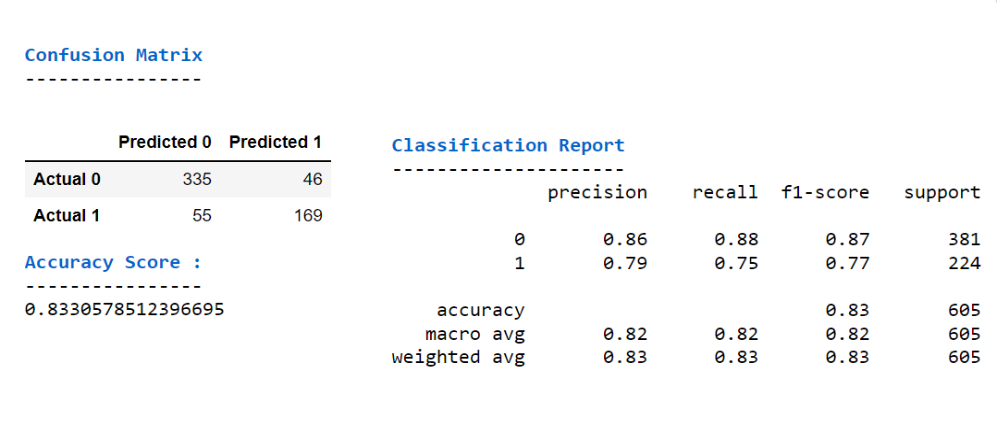 Confusion Matrix
----------------
Predicted 0 Predicted 1
Actual 0 335 46
Actual 1 55 169
Accuracy Score :
----------------
0.8330578512396695
Classification Report
---------------------
precision recall f1-score support
0 0.86 0.88 0.87 381
1 0.79 0.75 0.77 224
accuracy 0.83 605
macro avg 0.82 0.82 0.82 605
weighted avg 0.83 0.83 0.83 605